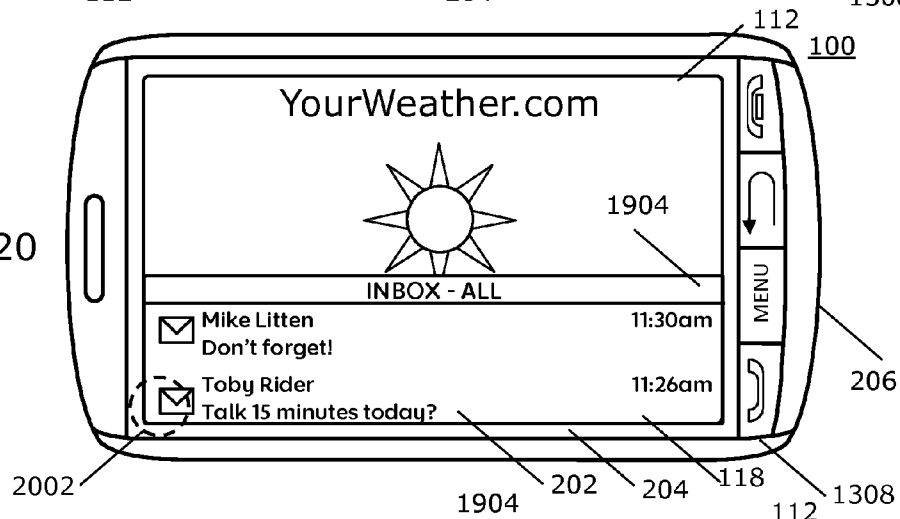 112
100
YourWeather.com
1904
20
INBOX - ALL
Mike Litten 11:30am
Don't forget!
MENU
Toby Rider 11:26am
Talk 15 minutes today?
206
2002
1904
202
204
118
1308
112